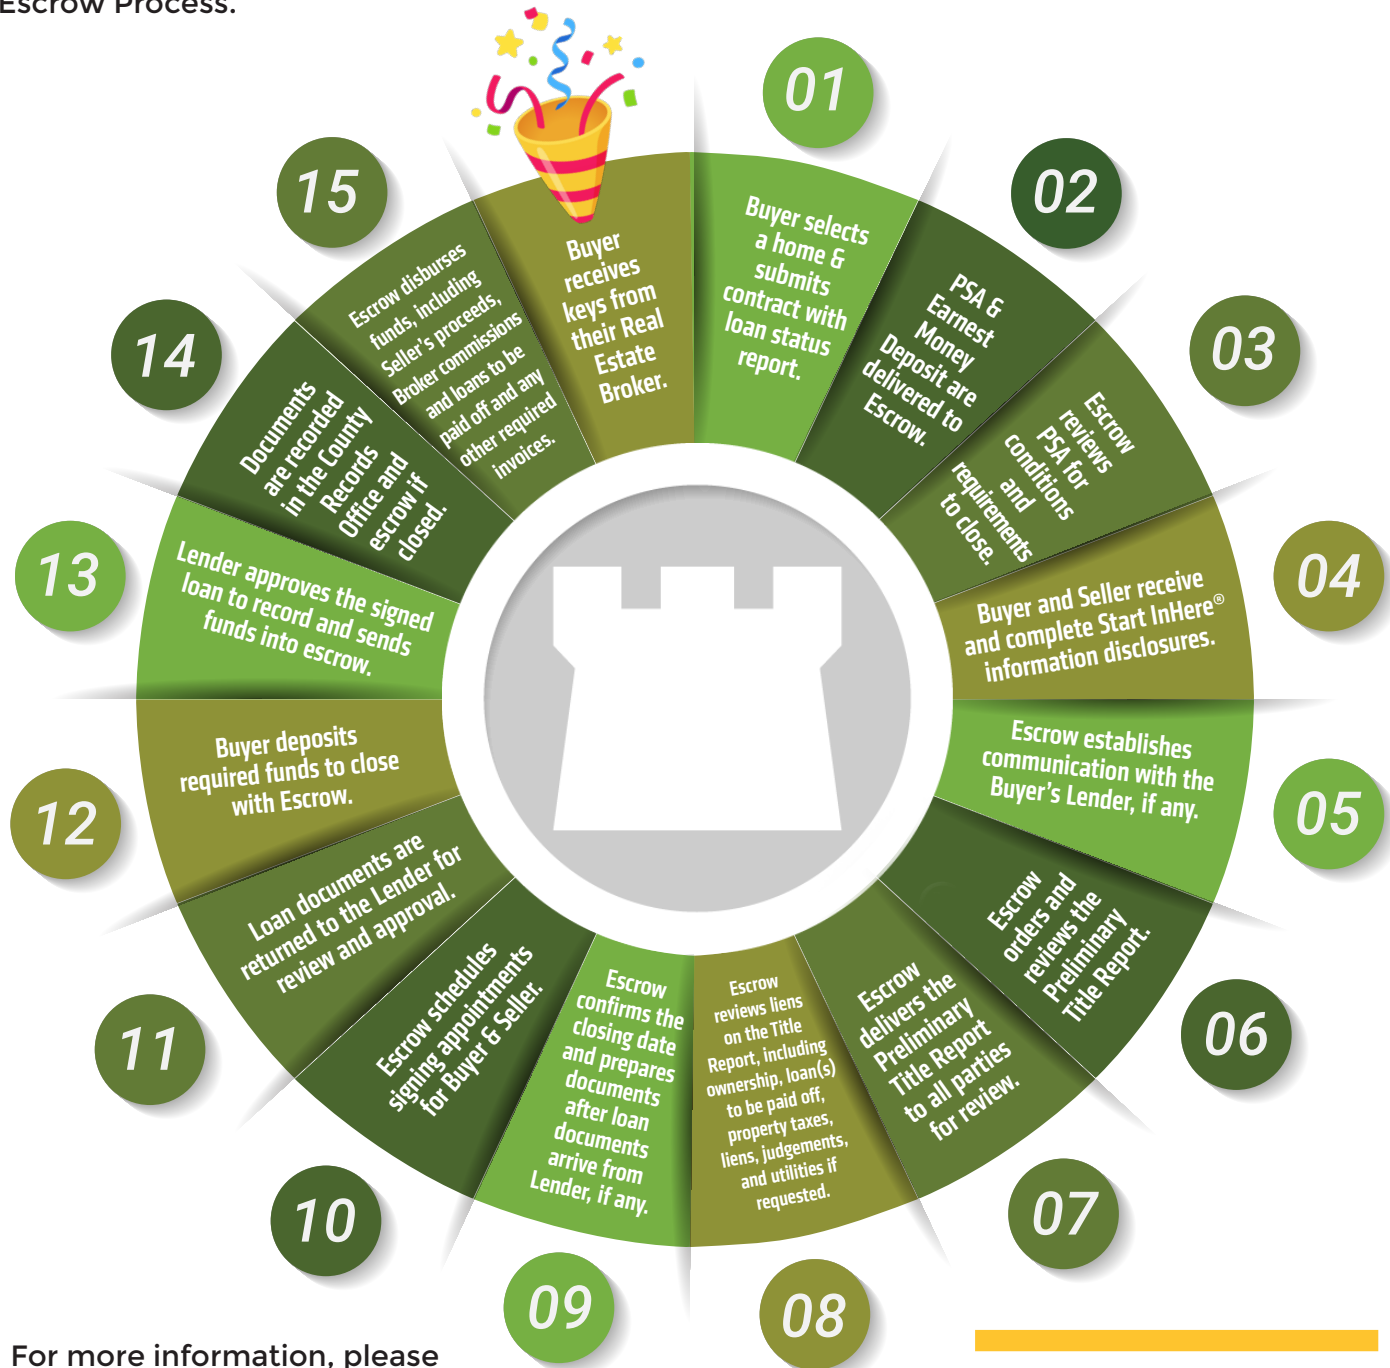 Escrow Process.
01
Buyer selects
a home &
submits
contract with
loan status
report.
02
PSA &
Earnest
Money
Deposit are
delivered to
Escrow.
03
Escrow
reviews
PSA for
conditions
and
requirements
to close.
04
Buyer and Seller receive
and complete Start InHere®
information disclosures.
05
Escrow establishes
communication with the
Buyer's Lender, if any.
06
Escrow
orders and
reviews the
Preliminary
Title Report.
07
Escrow
delivers the
Preliminary
Title Report
to all parties
for review.
08
Escrow
reviews liens
on the Title
Report, including
ownership, loan(s)
to be paid off,
property taxes,
liens, judgements,
and utilities if
requested.
09
Escrow
confirms the
closing date
and prepares
documents
after loan
documents
arrive from
Lender, if any.
10
Escrow schedules
signing appointments
for Buyer & Seller.
11
Loan documents are
returned to the Lender for
review and approval.
12
Buyer deposits
required funds to close
with Escrow.
13
Lender approves the signed
loan to record and sends
funds into escrow.
14
Documents
are recorded
in the County
Records
Office and
escrow if
closed.
15
Escrow disburses
funds, including
Seller's proceeds,
Broker commissions
and loans to be
paid off and any
other required
invoices.
Buyer
receives
keys from
their Real
Estate
Broker.
For more information, please